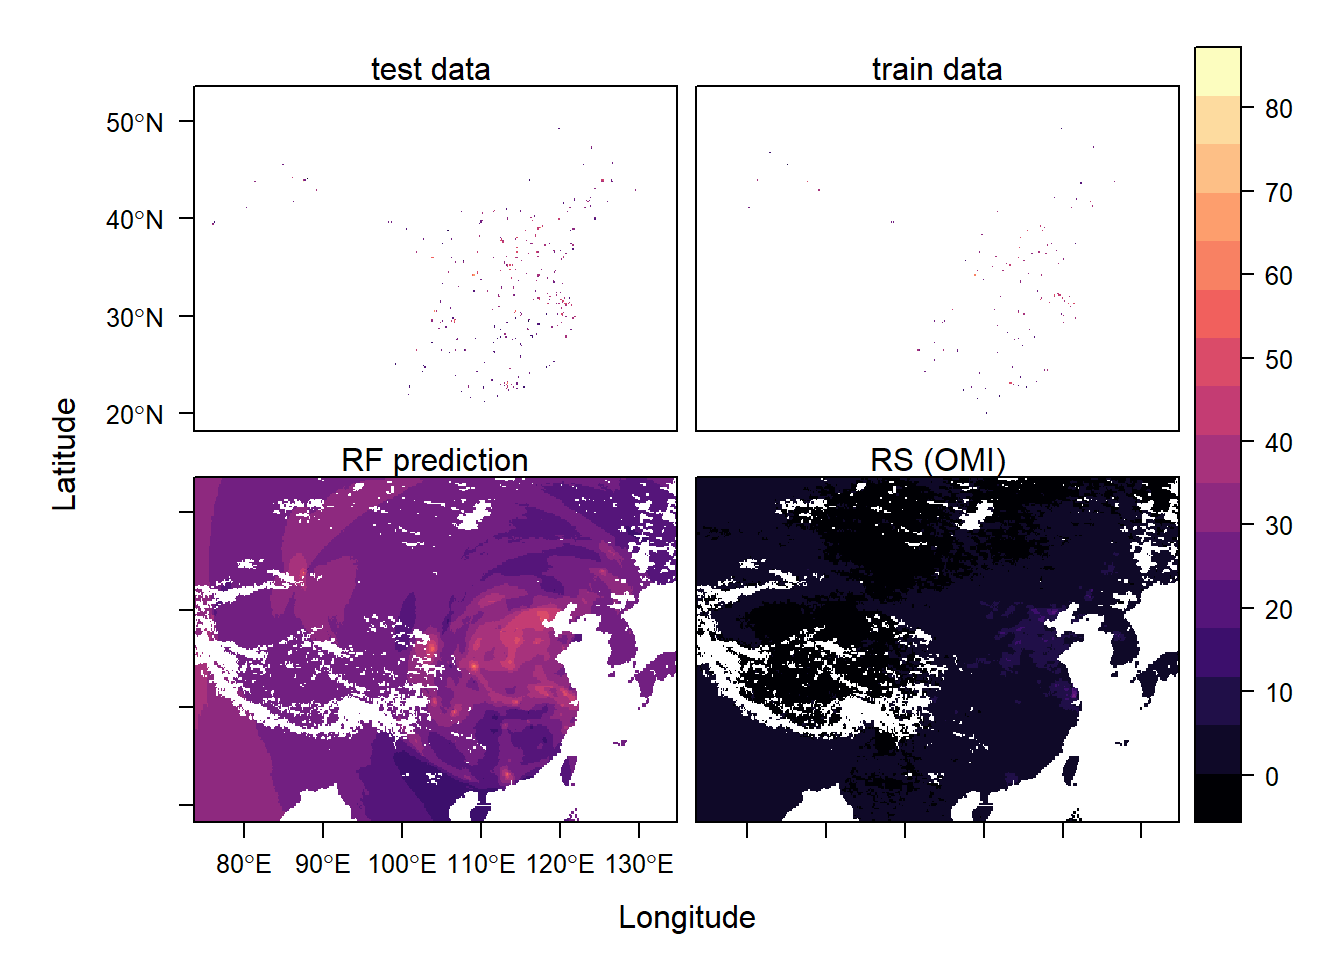 test data
train data
50°N
40°N
30°N
20°N
Latitude
RF prediction
RS (OMI)
80°E
90°E
100°E
110°E
120°E
130°E
Longitude
80
70
60
50
40
30
20
10
0